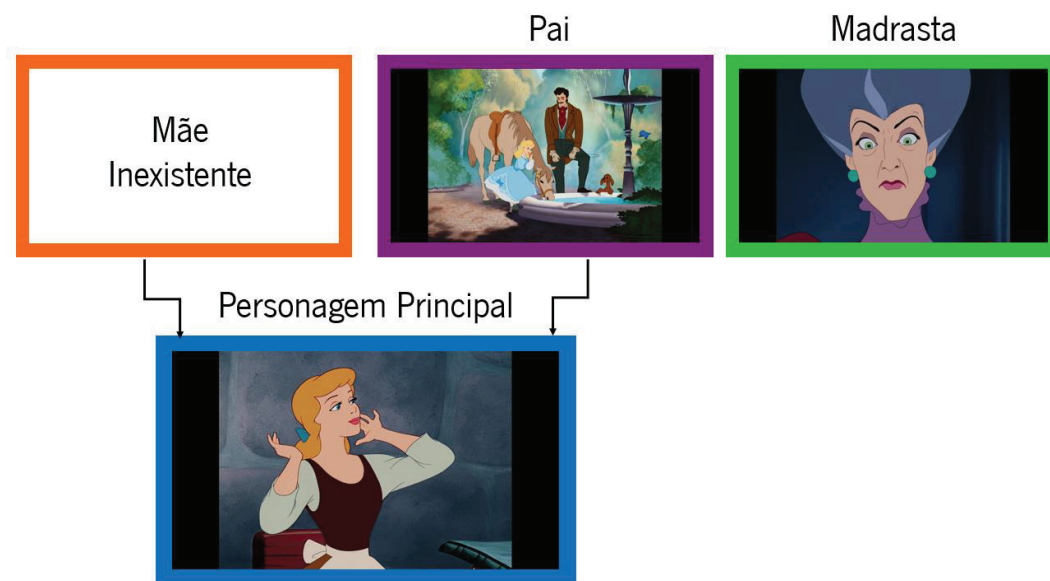 Pai
Madrasta
Mãe
Inexistente
Personagem Principal